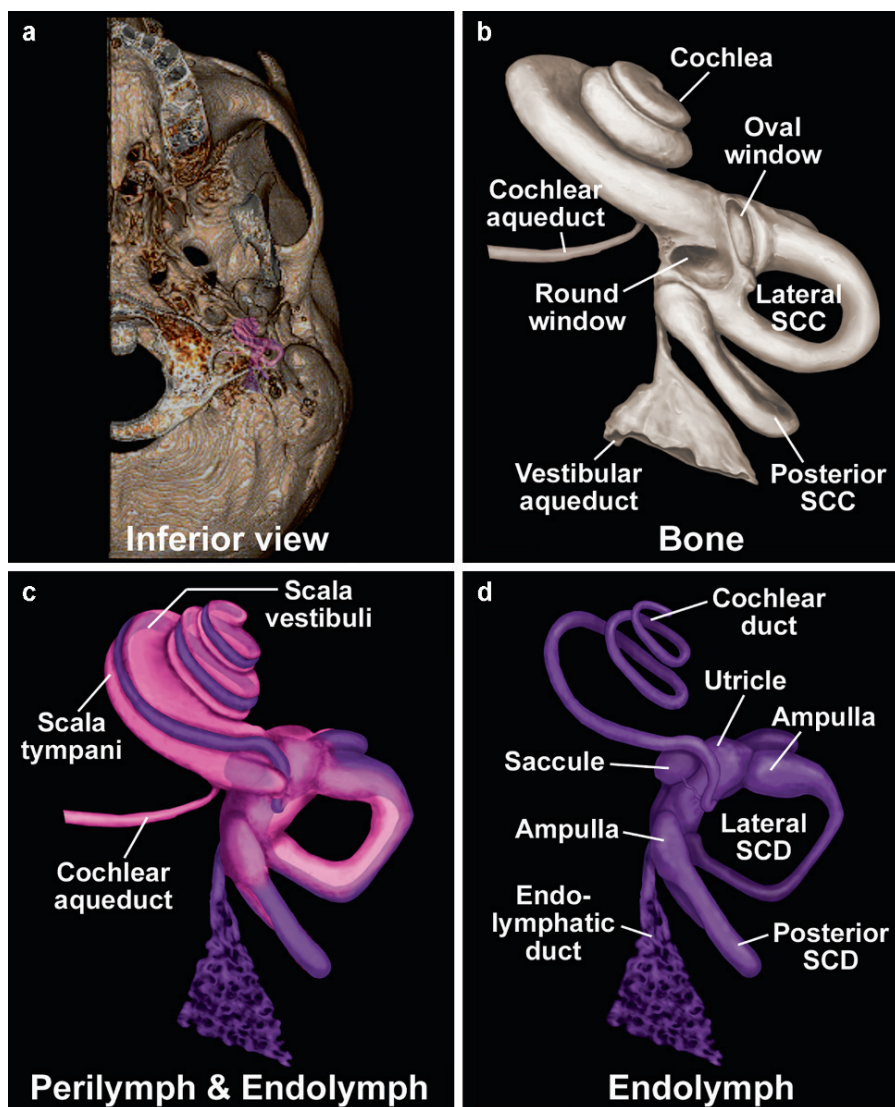 a
Inferior view
b
Cochlea
Oval
window
Cochlear
aqueduct
Round
window
Lateral
SCC
Vestibular
aqueduct
Posterior
SCC
Bone
c
Scala
vestibuli
Scala
tympani
Cochlear
aqueduct
Perilymph & Endolymph
d
Cochlear
duct
Utricle
Ampulla
Saccule
Ampulla
Lateral
SCD
Endo-
lymphatic
duct
Posterior
SCD
Endolymph